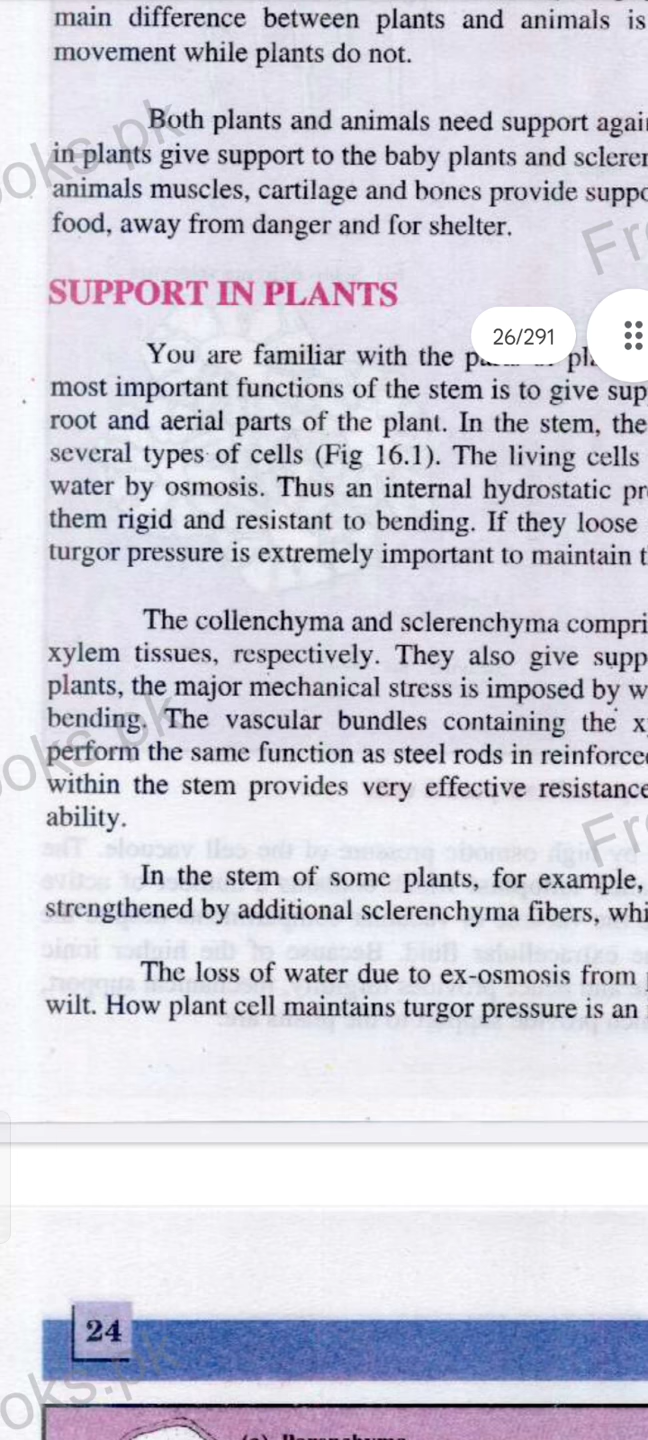 main difference between plants and animals is
movement while plants do not.
Both plants and animals need support agai
in plants give support to the baby plants and sclerer
animals muscles, cartilage and bones provide suppo
food, away from danger and for shelter.
SUPPORT IN PLANTS
26/291
You are familiar with the
most important functions of the stem is to give sup
root and aerial parts of the plant. In the stem, the
several types of cells (Fig 16.1). The living cells
water by osmosis. Thus an internal hydrostatic pr
them rigid and resistant to bending. If they loose
turgor pressure is extremely important to maintain t
The collenchyma and sclerenchyma compri
xylem tissues, respectively. They also give supp
plants, the major mechanical stress is imposed by w
bending. The vascular bundles containing the x
perform the same function as steel rods in reinforce
within the stem provides very effective resistance
ability.
In the stem of some plants, for example,
strengthened by additional sclerenchyma fibers, whi
The loss of water due to ex-osmosis from
wilt. How plant cell maintains turgor pressure is an
24
ooks.pk
ooks.pk
ooks.pk
Fre
Fre